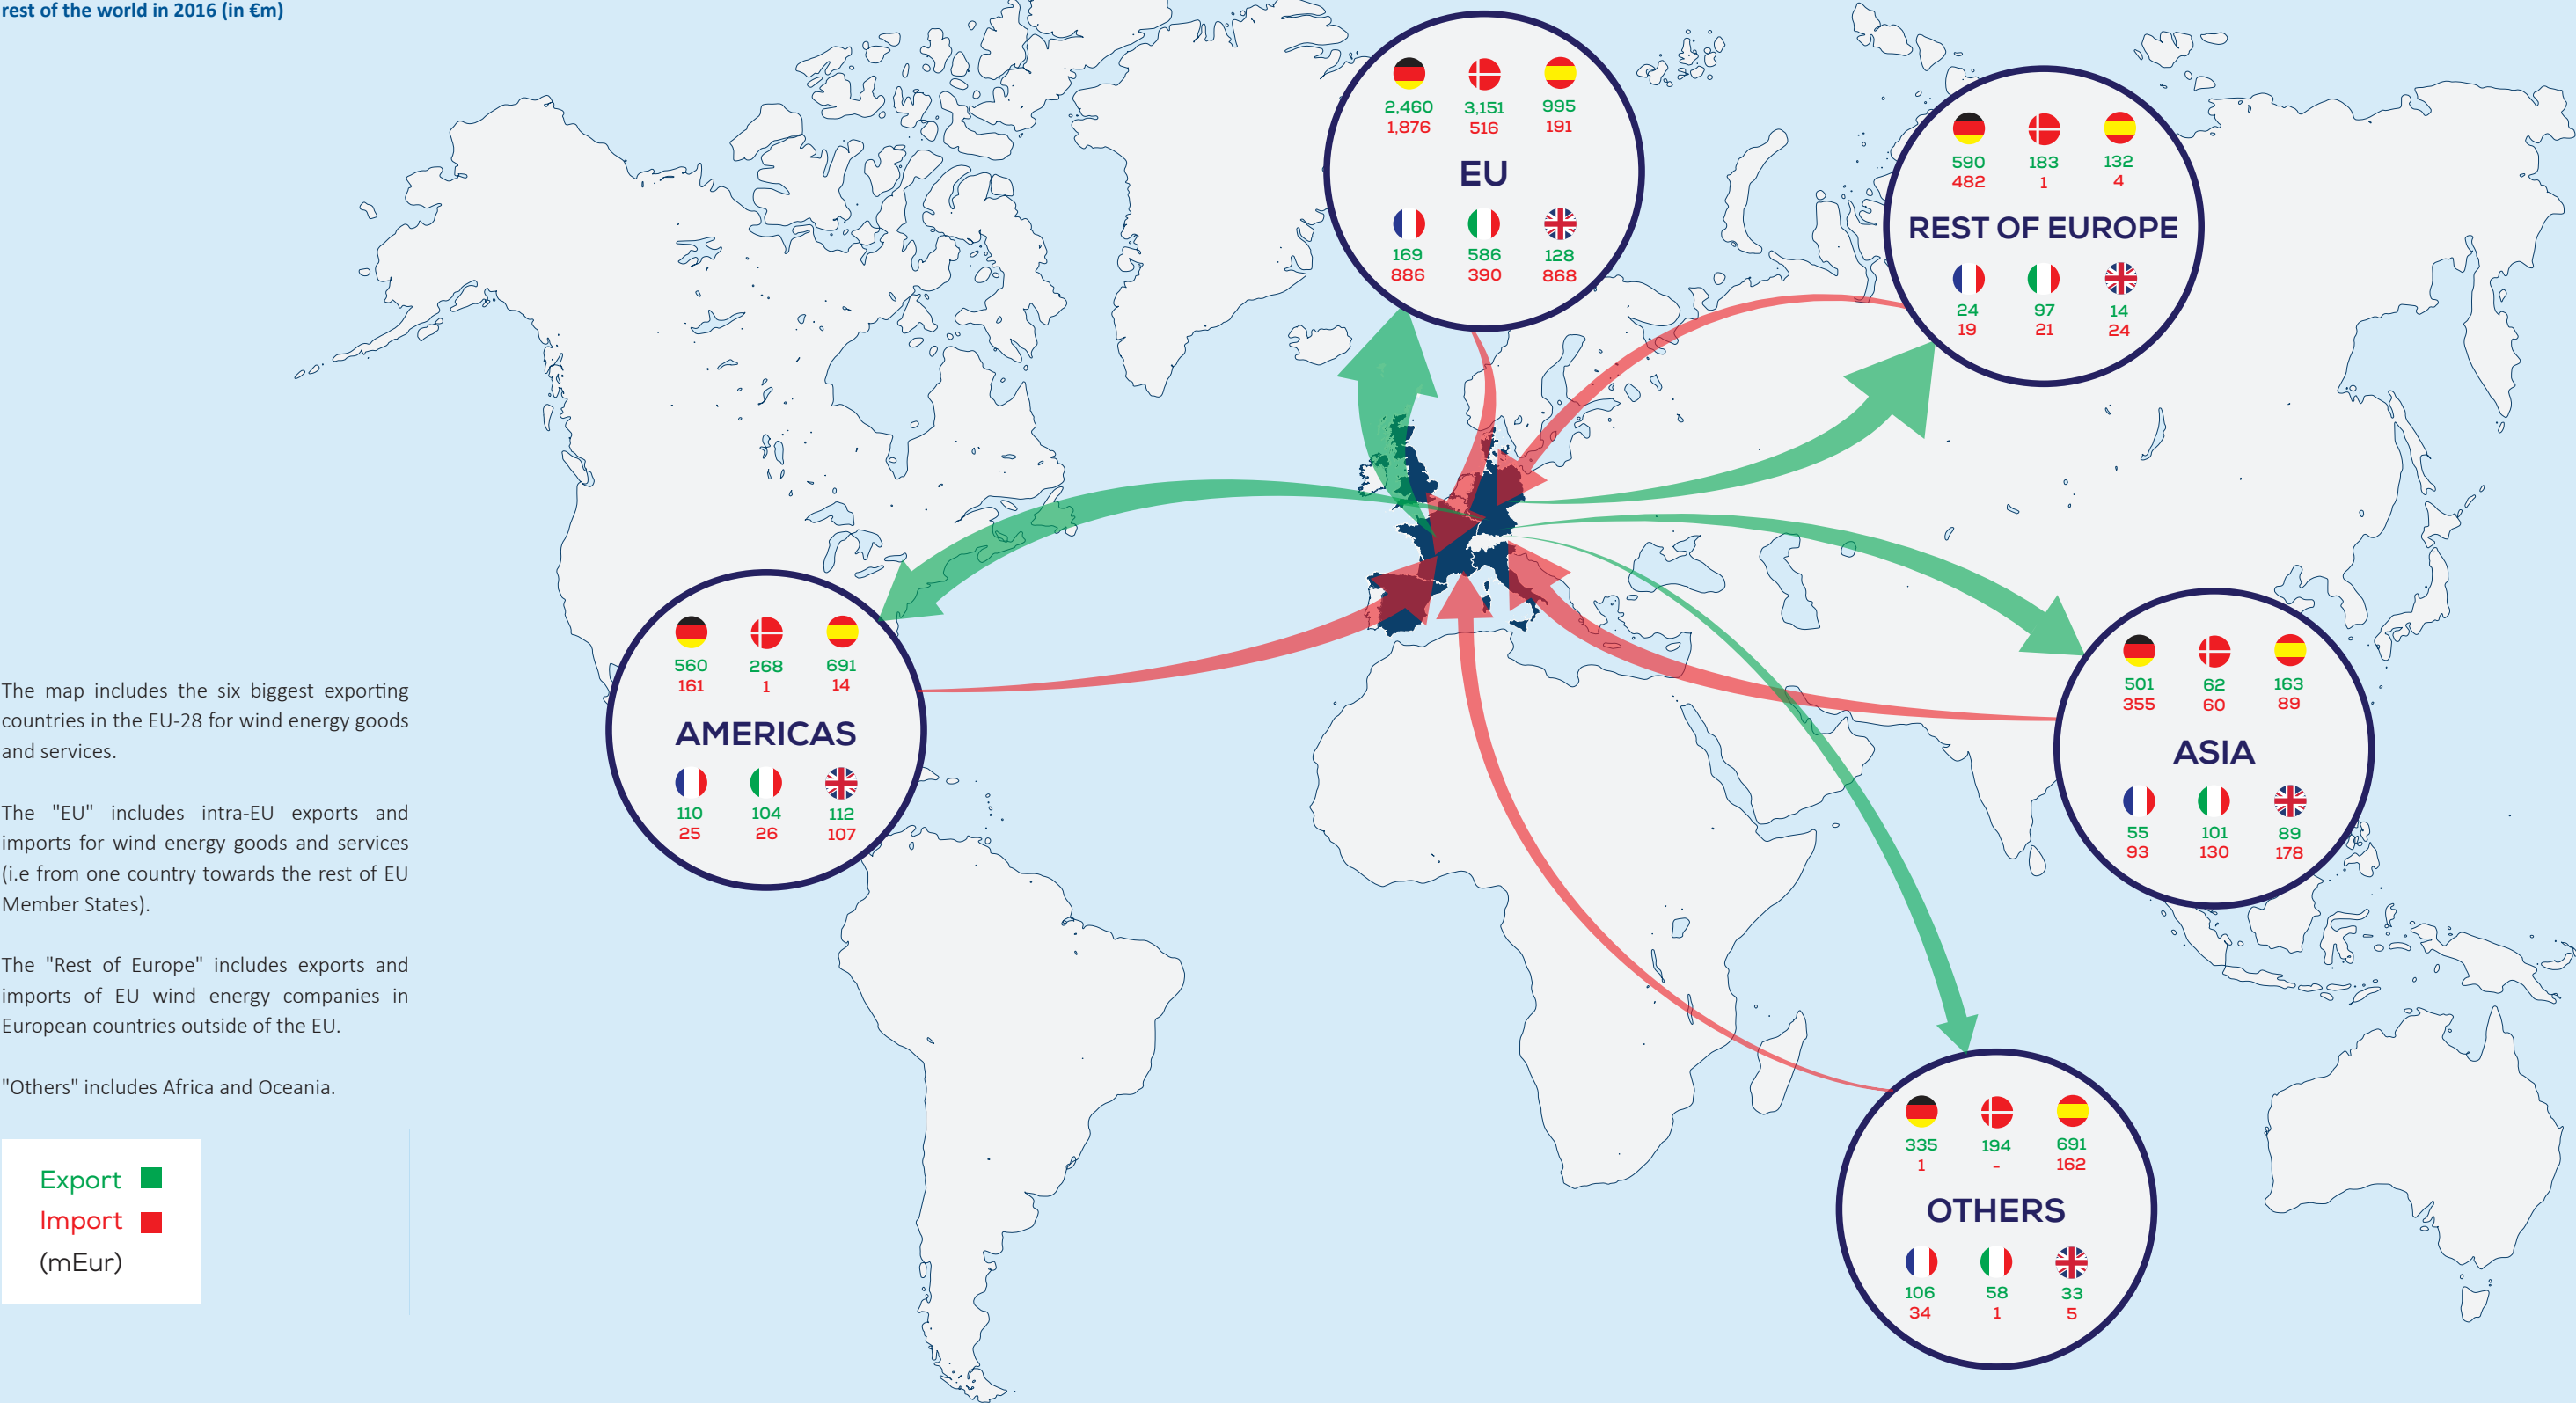 rest of the world in 2016 (in €m)
2,460 3,151 995
1,876 516 191
EU
169 586 128
886 390 868
590 183 132
482 1 4
REST OF EUROPE
24 97 14
19 21 24
560 268 691
161 1 14
AMERICAS
110 104 112
25 26 107
501 62 163
355 60 89
ASIA
55 101 89
93 130 178
335 194 691
1 - 162
OTHERS
106 58 33
34 1 5
The map includes the six biggest exporting
countries in the EU-28 for wind energy goods
and services.
The "EU" includes intra-EU exports and
imports for wind energy goods and services
(i.e from one country towards the rest of EU
Member States).
The "Rest of Europe" includes exports and
imports of EU wind energy companies in
European countries outside of the EU.
"Others" includes Africa and Oceania.
Export
Import
(mEur)